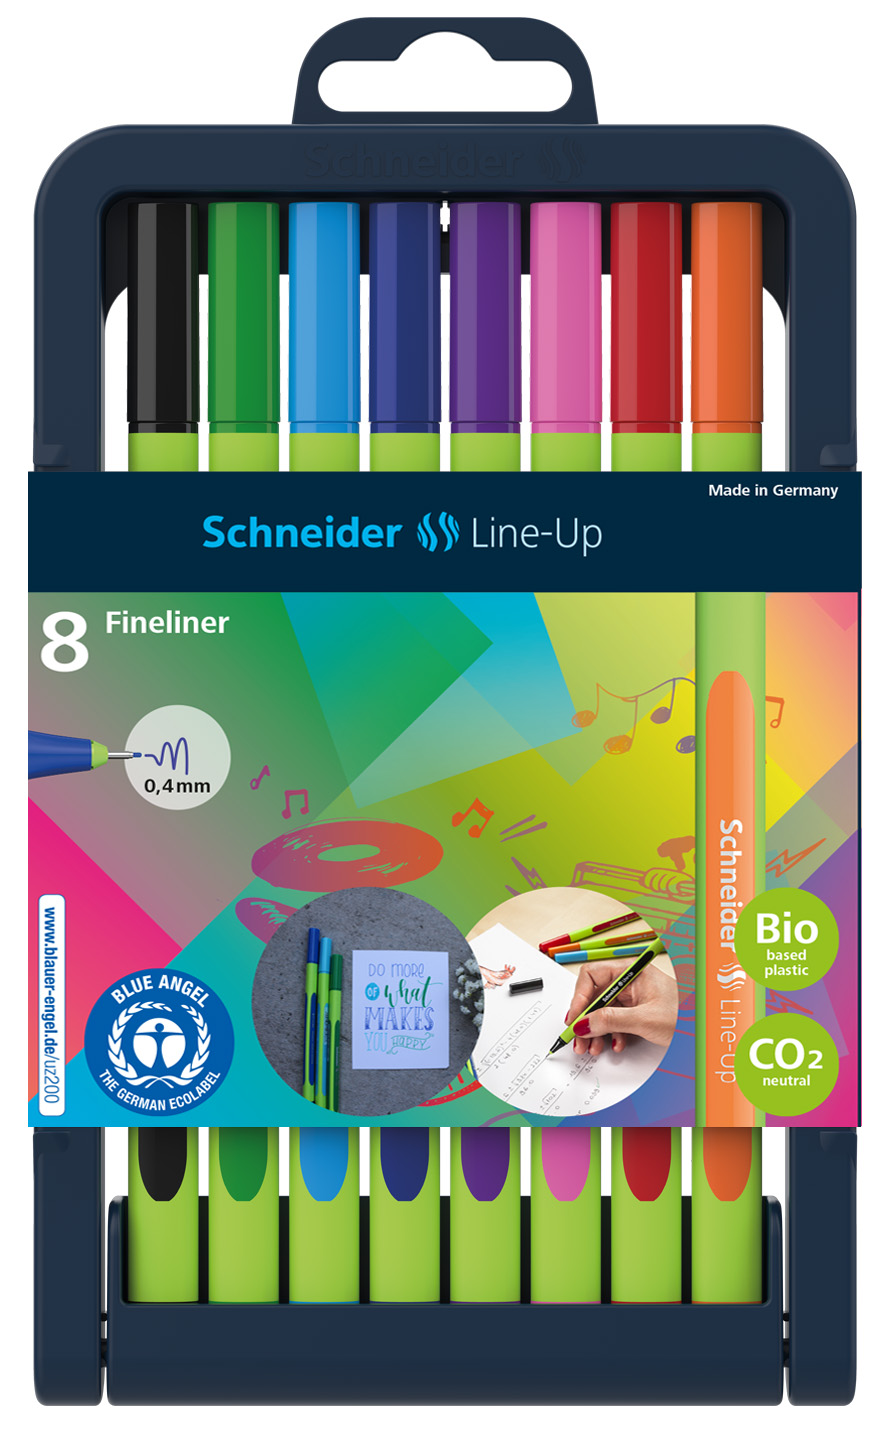 Schneider
Made in Germany
Schneider Line-Up
8 Fineliner
0,4mm
www.blauer-engel.de/uz200
BLUE ANGEL
THE GERMAN ECOLABEL
DO MORE
OF what
MAKES
YOU HAPPY
Schneider Line-Up
Bio
based
plastic
CO2
neutral